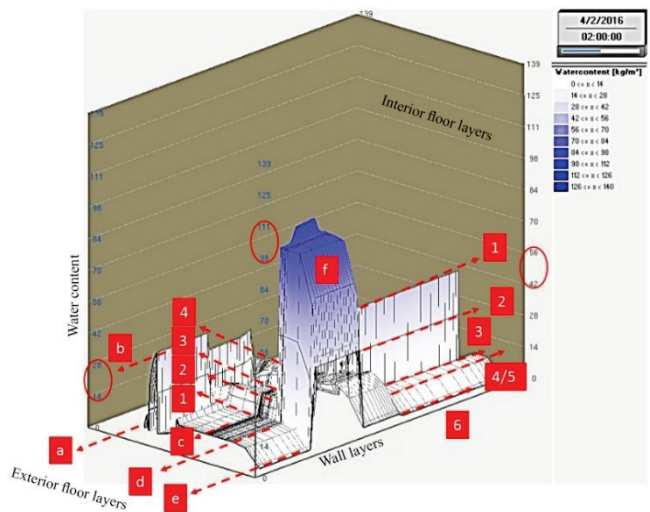 4/2/2016
02:00:00
Watercontent [kg/m³]
0 <= x < 14
14 <= x < 28
28 <= x < 42
42 <= x < 56
56 <= x < 70
70 <= x < 84
84 <= x < 98
98 <= x < 112
112 <= x < 126
126 <= x < 140
139
Interior floor layers
139
125
111
98
84
70
56
42
28
14
0
139
125
111
98
84
70
139
125
98
84
70
56
42
28
14
Water content
f
1
2
3
4/5
6
4
3
2
1
b
a
c
d
e
14
0
Wall layers
Exterior floor layers